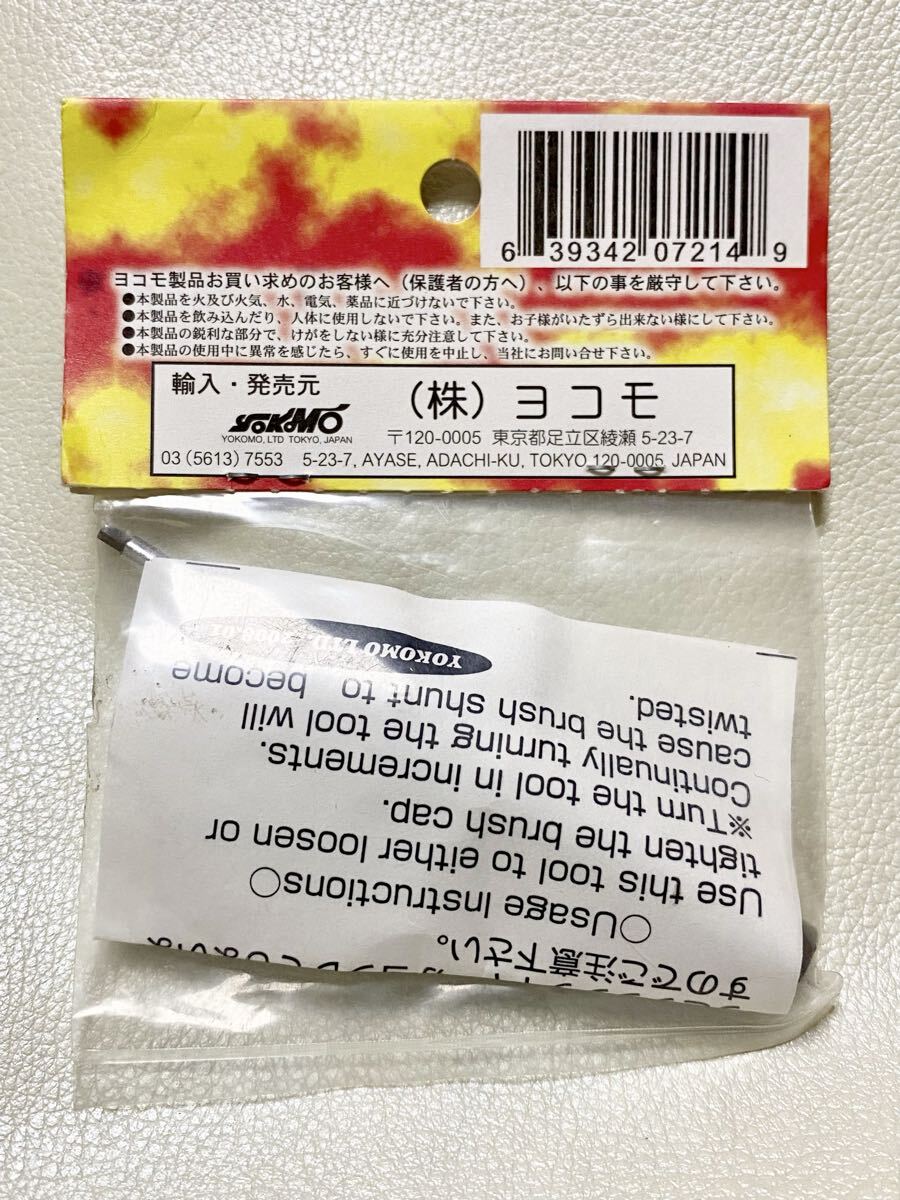 6 39342 07214 9
ヨコモ製品お買い求めのお客様へ（保護者の方へ）、以下の事を厳守して下さい。
●本製品を火及び火気、水、電気、薬品に近づけないで下さい。
●本製品を飲み込んだり、人体に使用しないで下さい。また、お子様がいたずら出来ない様にして下さい。
●本製品の鋭利な部分で、けがをしない様に充分注意して下さい。
●本製品の使用中に異常を感じたら、すぐに使用を中止し、当社にお問い合せ下さい。
輸入・発売元
（株）ヨコモ
YOKOMO
YOKOMO, LTD TOKYO, JAPAN
〒120-0005 東京都足立区綾瀬 5-23-7
03 (5613) 7553 5-23-7, AYASE, ADACHI-KU, TOKYO 120-0005 JAPAN
すのでご注意下さい。
○Usage Instructions○
Use this tool to either loosen or
tighten the brush cap.
※Turn the tool in increments.
Continually turning the tool will
cause the brush shunt to become
twisted.
YOKOMO LTD